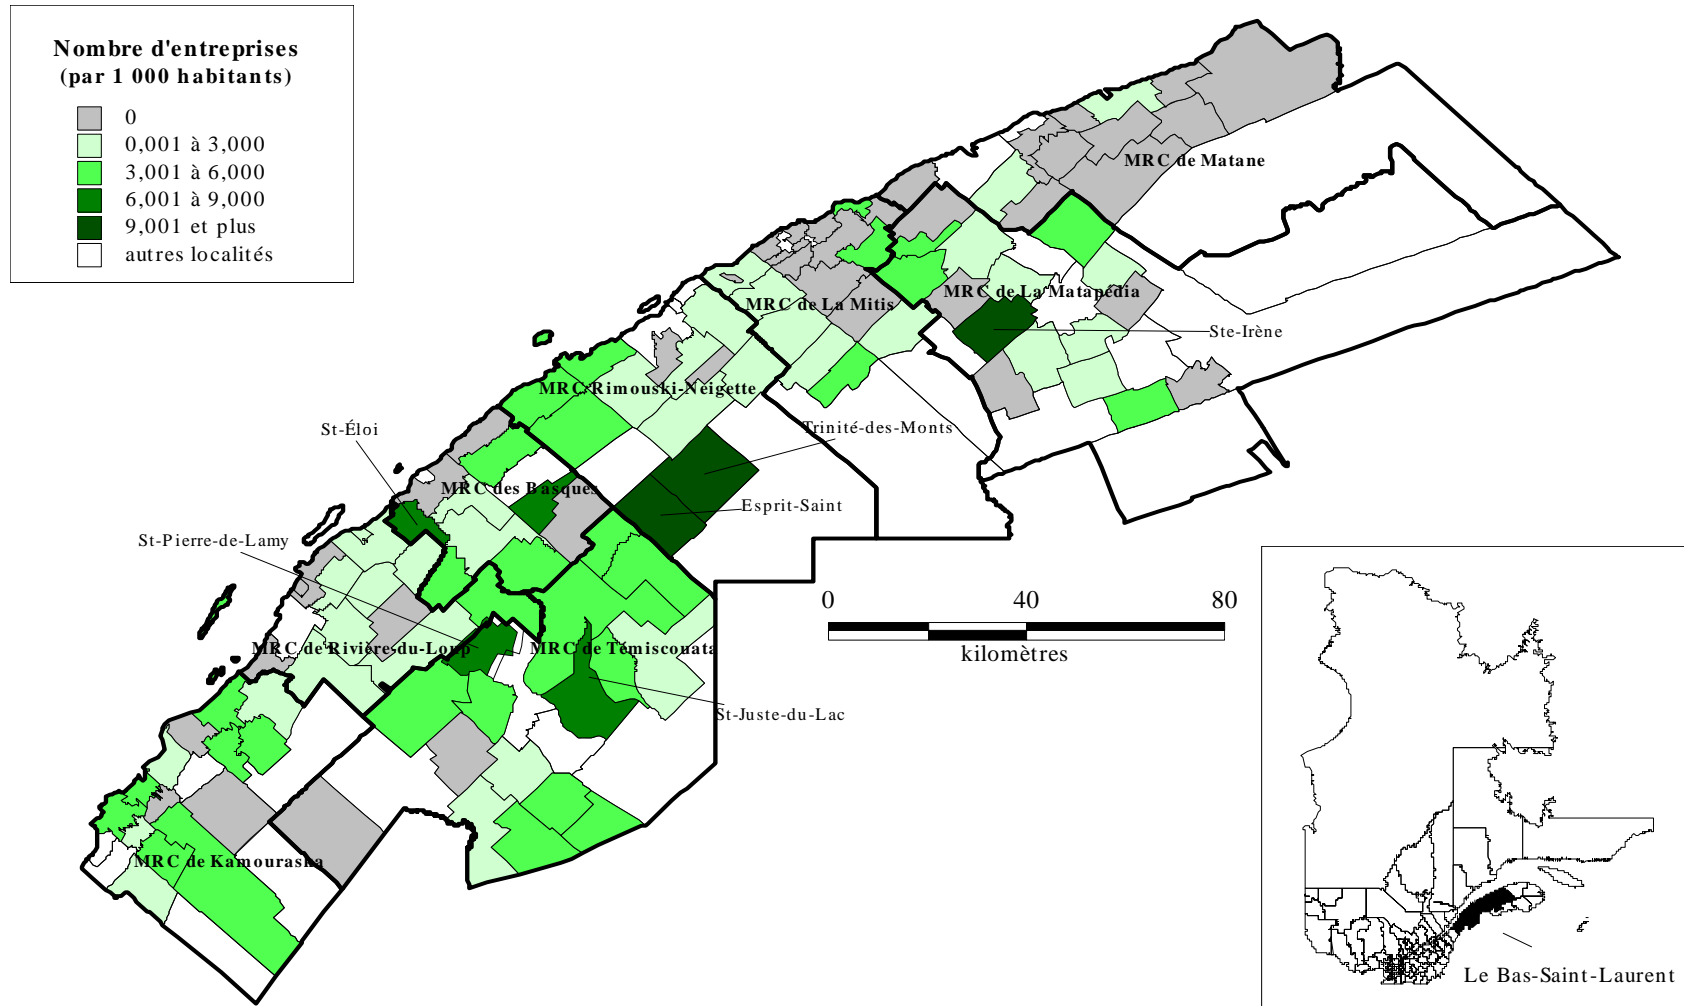 Nombre d'entreprises
(par 1 000 habitants)
0
0,001 à 3,000
3,001 à 6,000
6,001 à 9,000
9,001 et plus
autres localités
MRC de Matane
MRC de La Matapédia
MRC de La Mitis
Ste-Irène
MRC Rimouski-Neigette
St-Éloi
Trinité-des-Monts
MRC des Basques
Esprit-Saint
St-Pierre-de-Lamy
0 40 80
kilomètres
MRC de Rivière-du-Loup
MRC de Témiscouata
St-Juste-du-Lac
MRC de Kamouraska
Le Bas-Saint-Laurent